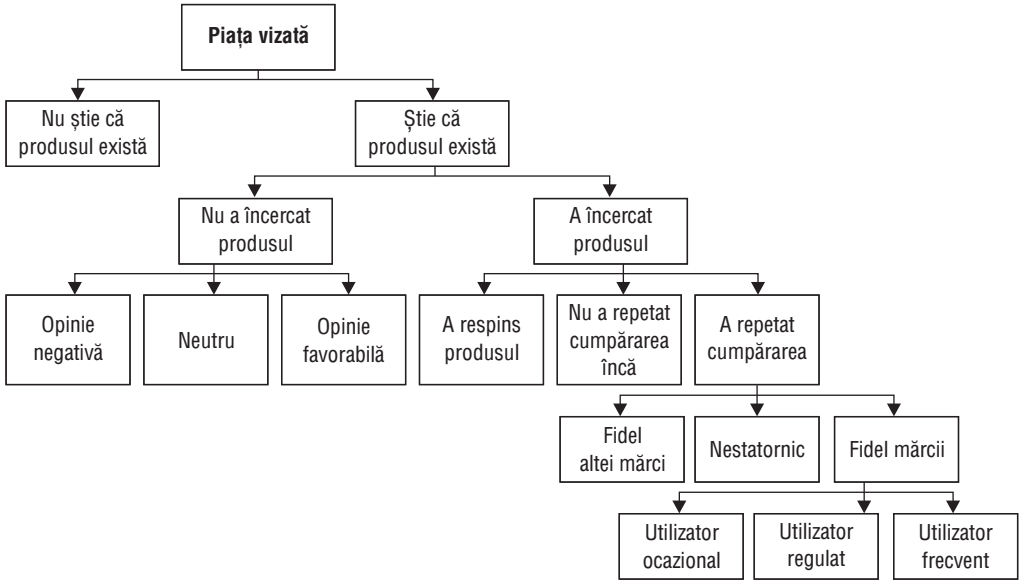 Piața vizată
Nu știe că
produsul există
Știe că
produsul există
Nu a încercat
produsul
A încercat
produsul
Opinie
negativă
Neutru
Opinie
favorabilă
A respins
produsul
Nu a repetat
cumpărarea
încă
A repetat
cumpărarea
Fidel
altei mărci
Nestatornic
Fidel mărcii
Utilizator
ocazional
Utilizator
regulat
Utilizator
frecvent